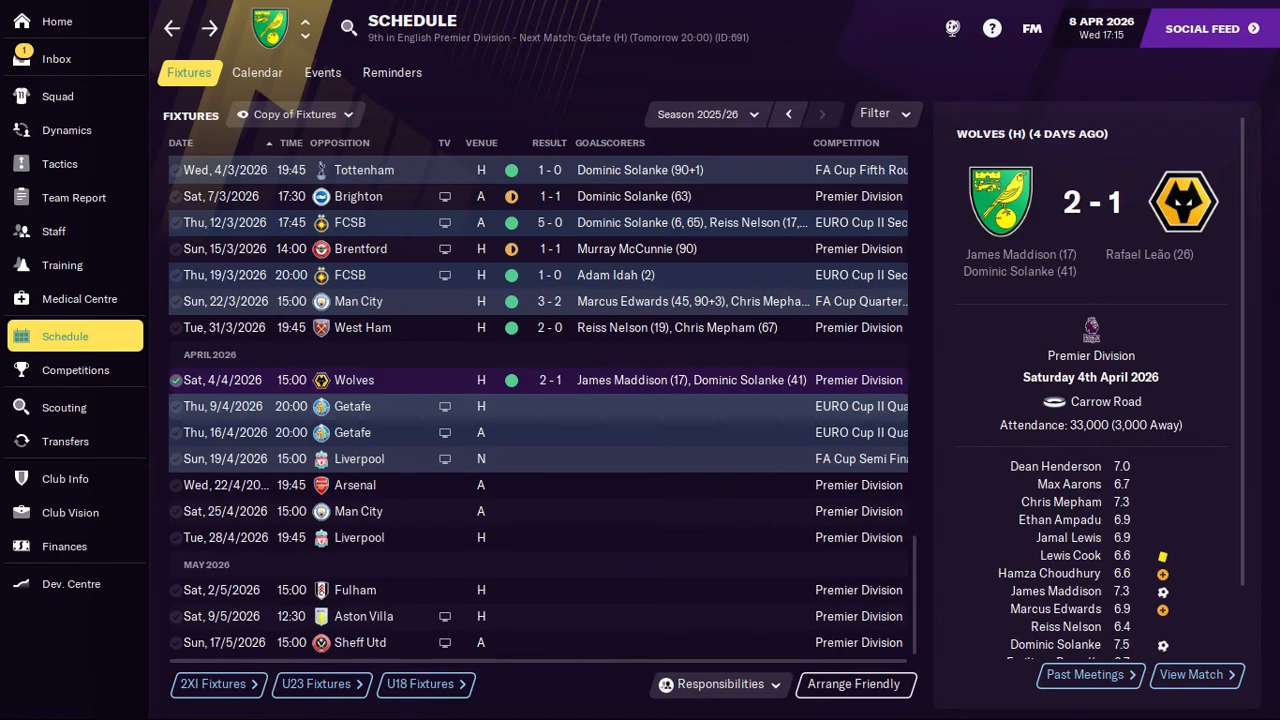 Home
1
Inbox
Squad
Dynamics
Tactics
Team Report
Staff
Training
Medical Centre
Schedule
Competitions
Scouting
Transfers
Club Info
Club Vision
Finances
Dev. Centre
SCHEDULE
9th in English Premier Division - Next Match: Getafe (H) (Tomorrow 20:00) (ID:691)
? FM
8 APR 2026
Wed 17:15
SOCIAL FEED
Fixtures Calendar Events Reminders
FIXTURES Copy of Fixtures Season 2025/26 Filter
DATE TIME OPPOSITION TV VENUE RESULT GOALSCORERS COMPETITION
Wed, 4/3/2026 19:45 Tottenham H 1 - 0 Dominic Solanke (90+1) FA Cup Fifth Rou
Sat, 7/3/2026 17:30 Brighton A 1 - 1 Dominic Solanke (63) Premier Division
Thu, 12/3/2026 17:45 FCSB A 5 - 0 Dominic Solanke (6, 65), Reiss Nelson (17,... EURO Cup II Sec
Sun, 15/3/2026 14:00 Brentford H 1 - 1 Murray McCunnie (90) Premier Division
Thu, 19/3/2026 20:00 FCSB H 1 - 0 Adam Idah (2) EURO Cup II Sec
Sun, 22/3/2026 15:00 Man City H 3 - 2 Marcus Edwards (45, 90+3), Chris Mepha... FA Cup Quarter..
Tue, 31/3/2026 19:45 West Ham H 2 - 0 Reiss Nelson (19), Chris Mepham (67) Premier Division
APRIL 2026
Sat, 4/4/2026 15:00 Wolves H 2 - 1 James Maddison (17), Dominic Solanke (41) Premier Division
Thu, 9/4/2026 20:00 Getafe H EURO Cup II Qua
Thu, 16/4/2026 20:00 Getafe A EURO Cup II Qua
Sun, 19/4/2026 15:00 Liverpool N FA Cup Semi Fina
Wed, 22/4/20... 19:45 Arsenal A Premier Division
Sat, 25/4/2026 15:00 Man City A Premier Division
Tue, 28/4/2026 19:45 Liverpool H Premier Division
MAY 2026
Sat, 2/5/2026 15:00 Fulham H Premier Division
Sat, 9/5/2026 12:30 Aston Villa H Premier Division
Sun, 17/5/2026 15:00 Sheff Utd A Premier Division
2XI Fixtures U23 Fixtures U18 Fixtures Responsibilities Arrange Friendly
WOLVES (H) (4 DAYS AGO)
2 - 1
James Maddison (17) Rafael Leão (26)
Dominic Solanke (41)
Premier Division
Saturday 4th April 2026
Carrow Road
Attendance: 33,000 (3,000 Away)
Dean Henderson 7.0
Max Aarons 6.7
Chris Mepham 7.3
Ethan Ampadu 6.9
Jamal Lewis 6.9
Lewis Cook 6.6
Hamza Choudhury 6.6
James Maddison 7.3
Marcus Edwards 6.9
Reiss Nelson 6.4
Dominic Solanke 7.5
Past Meetings View Match